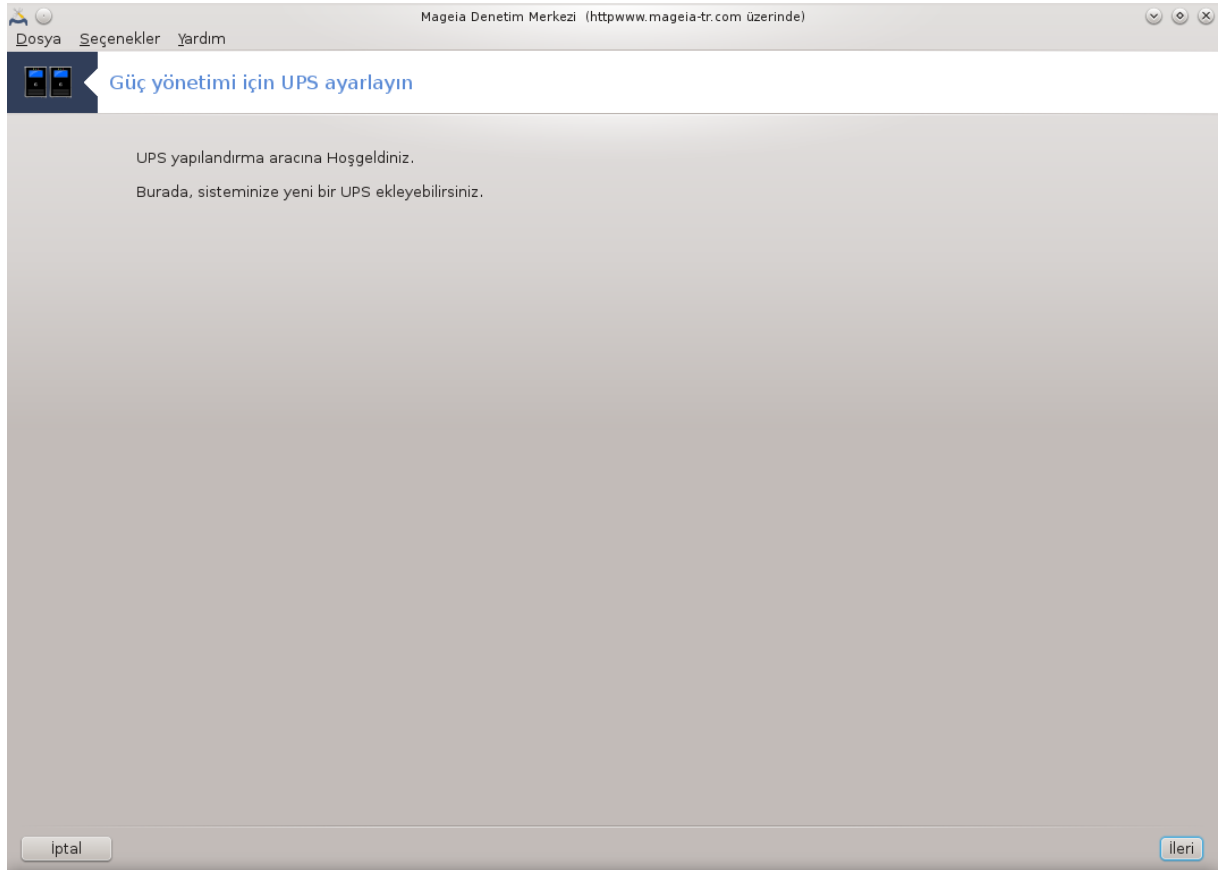 Mageia Denetim Merkezi (httpwww.mageia-tr.com üzerinde)
Dosya Seçenekler Yardım
Güç yönetimi için UPS ayarlayın
UPS yapılandırma aracına Hoşgeldiniz.
Burada, sisteminize yeni bir UPS ekleyebilirsiniz.
İptal İleri